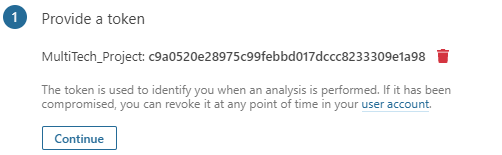 1 Provide a token
MultiTech_Project: c9a0520e28975c99febbd017dccc8233309e1a98
The token is used to identify you when an analysis is performed. If it has been
compromised, you can revoke it at any point of time in your user account.
Continue